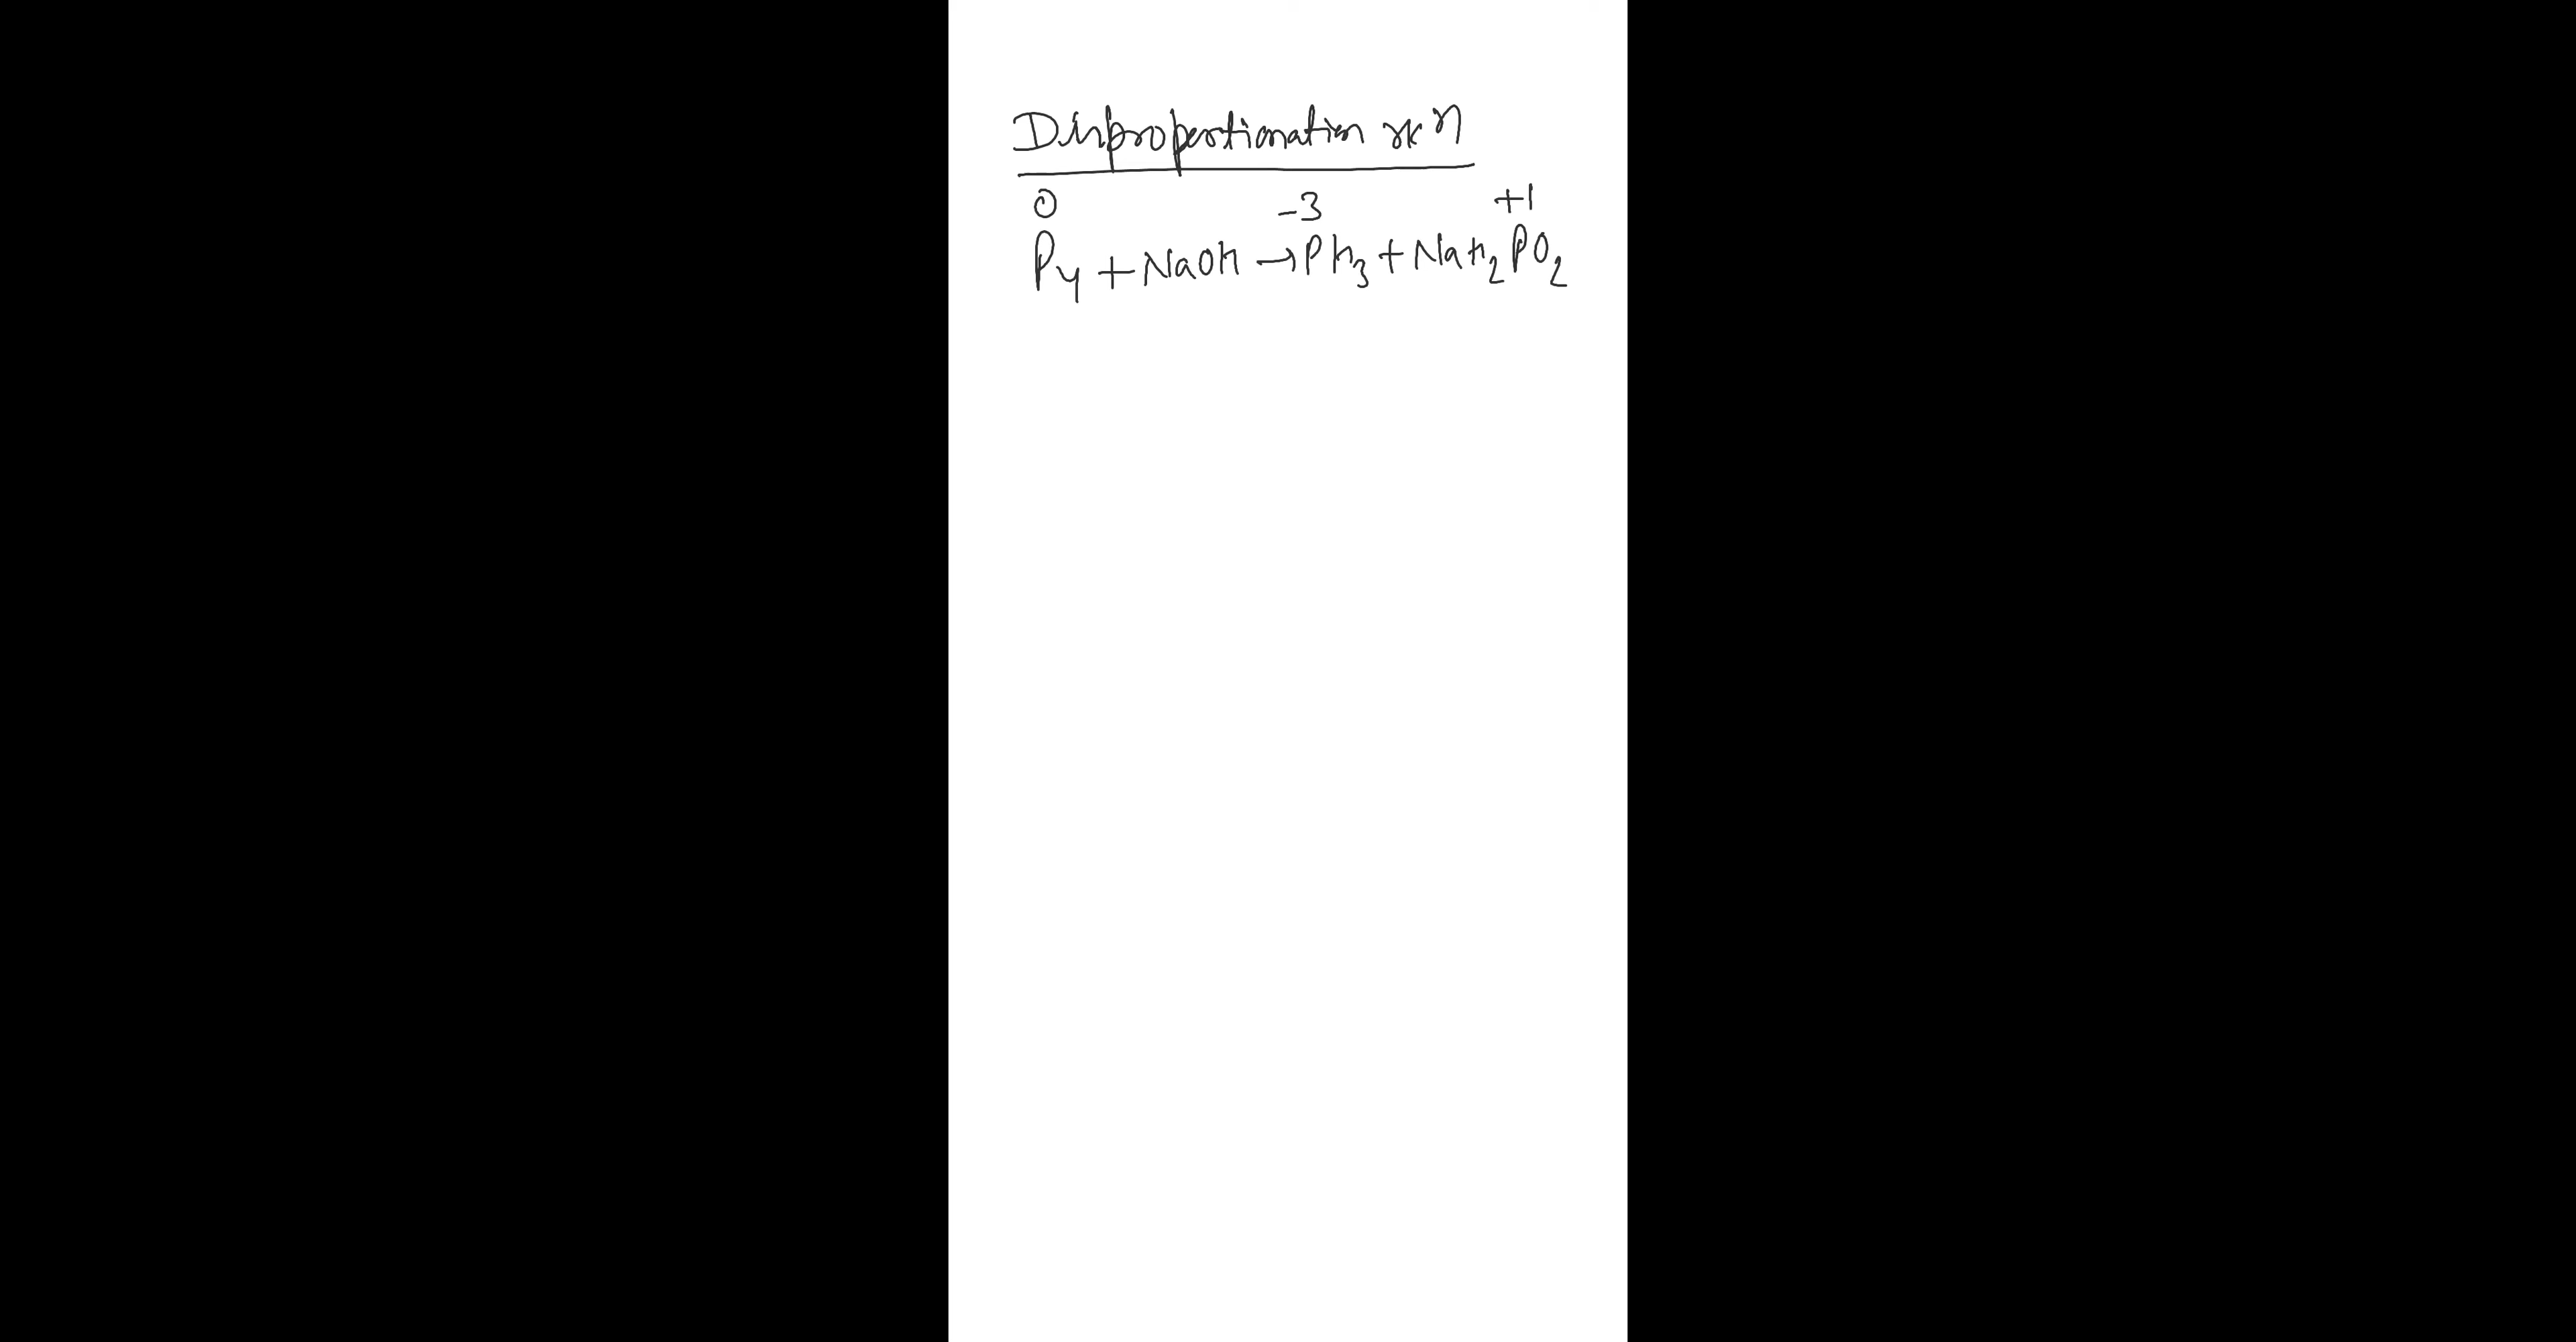 Disproportionation rxn
0 -3 +1
P4 + NaOH → PH3 + NaH2PO2